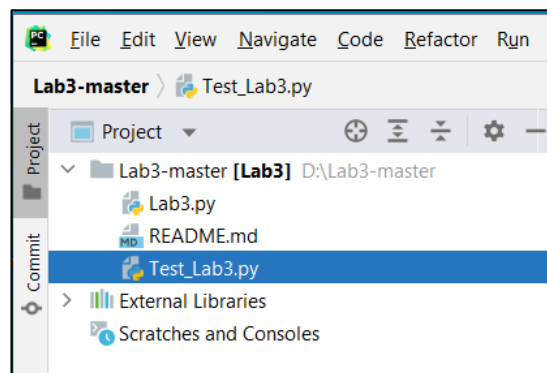 PC File Edit View Navigate Code Refactor Run
Lab3-master Test_Lab3.py
Project
Project
Lab3-master [Lab3] D:\Lab3-master
Lab3.py
MD README.md
Test_Lab3.py
Commit
External Libraries
Scratches and Consoles